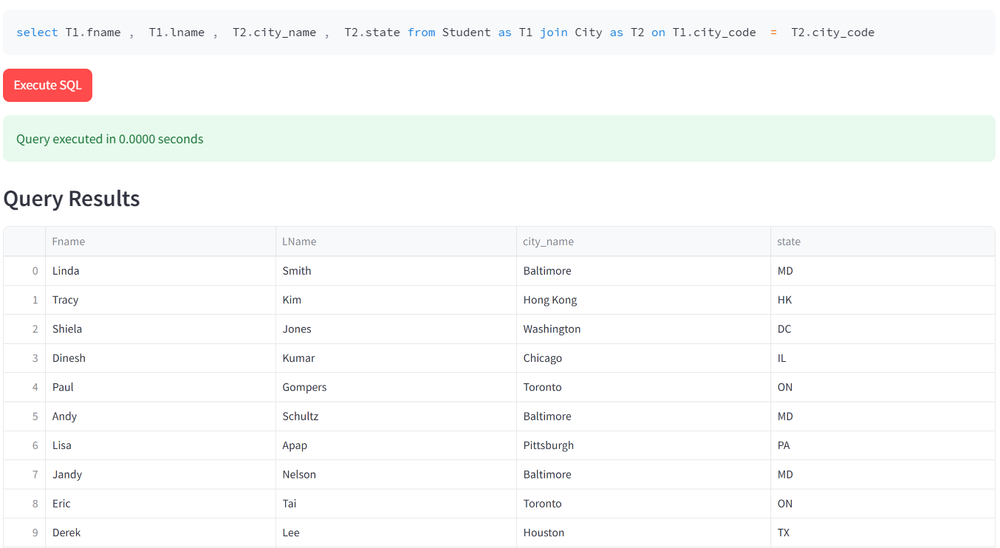 select T1.fname , T1.lname , T2.city_name , T2.state from Student as T1 join City as T2 on T1.city_code = T2.city_code
Execute SQL
Query executed in 0.0000 seconds
Query Results
Fname LName city_name state
0 Linda Smith Baltimore MD
1 Tracy Kim Hong Kong HK
2 Shiela Jones Washington DC
3 Dinesh Kumar Chicago IL
4 Paul Gompers Toronto ON
5 Andy Schultz Baltimore MD
6 Lisa Apap Pittsburgh PA
7 Jandy Nelson Baltimore MD
8 Eric Tai Toronto ON
9 Derek Lee Houston TX